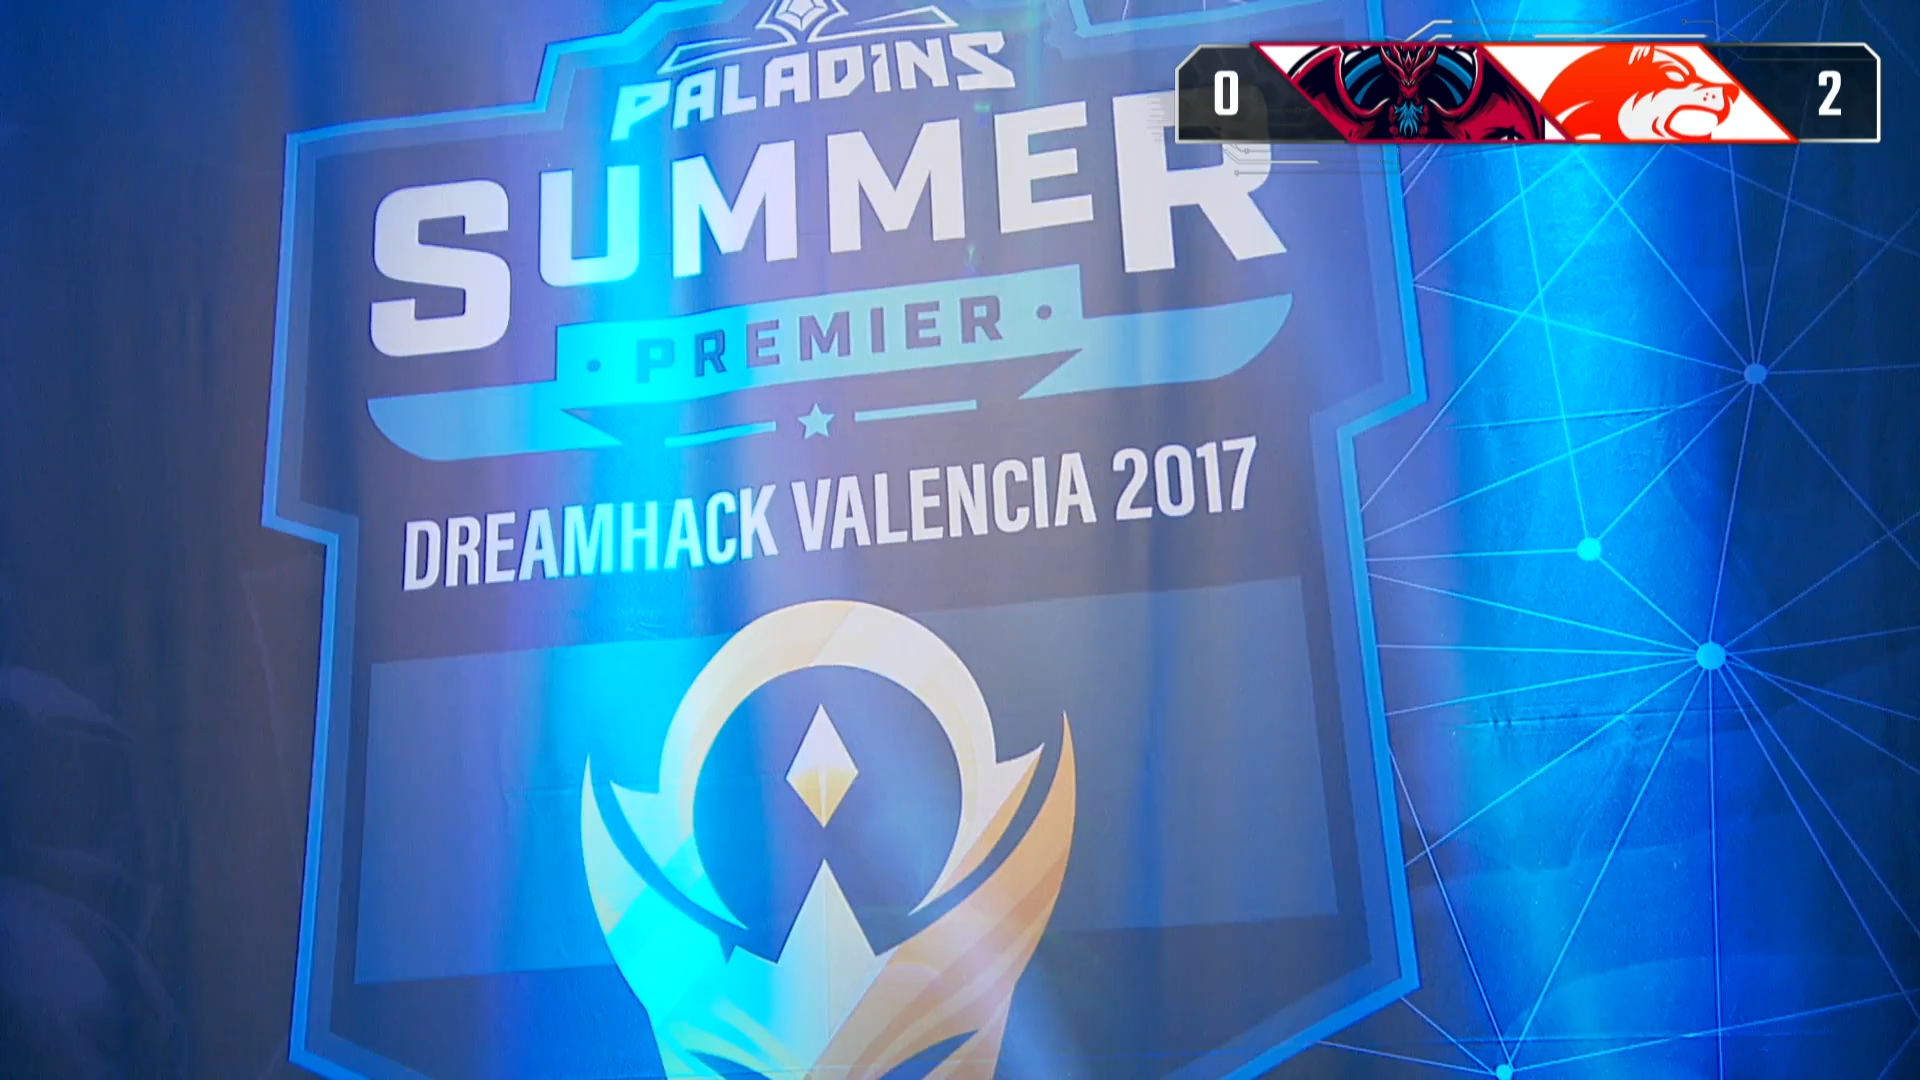 PALADINS
SUMMER
· PREMIER ·
DREAMHACK VALENCIA 2017
0
2